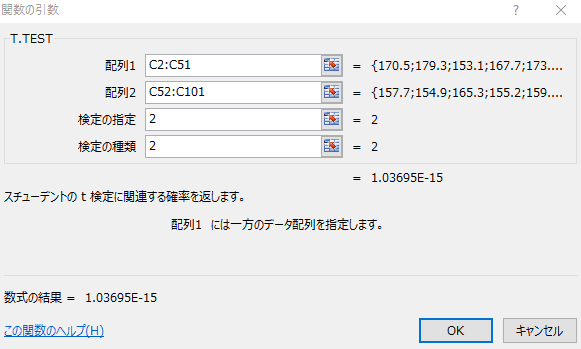 関数の引数 ? ×
T.TEST
配列1 C2:C51 = {170.5;179.3;153.1;167.7;173....
配列2 C52:C101 = {157.7;154.9;165.3;155.2;159....
検定の指定 2 = 2
検定の種類 2 = 2
= 1.03695E-15
スチューデントの t 検定に関連する確率を返します。
配列1 には一方のデータ配列を指定します。
数式の結果 = 1.03695E-15
この関数のヘルプ(H) OK キャンセル